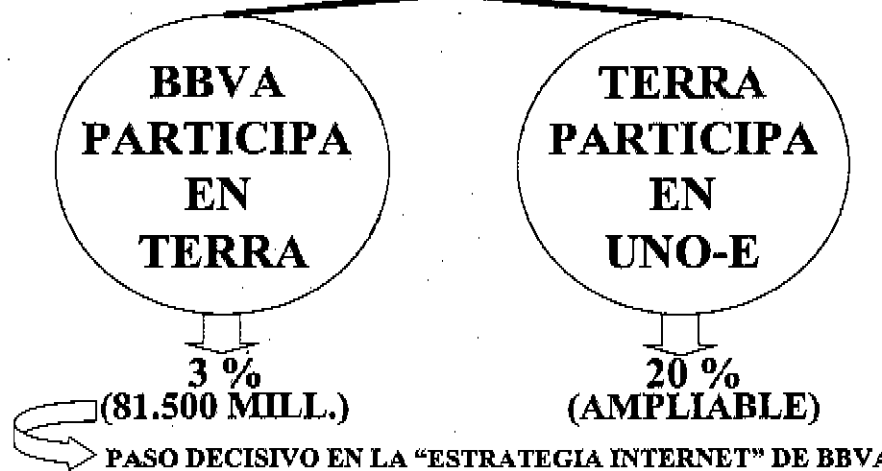 BBVA
PARTICIPA
EN
TERRA
TERRA
PARTICIPA
EN
UNO-E
3 %
(81.500 MILL.)
20 %
(AMPLIABLE)
PASO DECISIVO EN LA “ESTRATEGIA INTERNET” DE BBVA